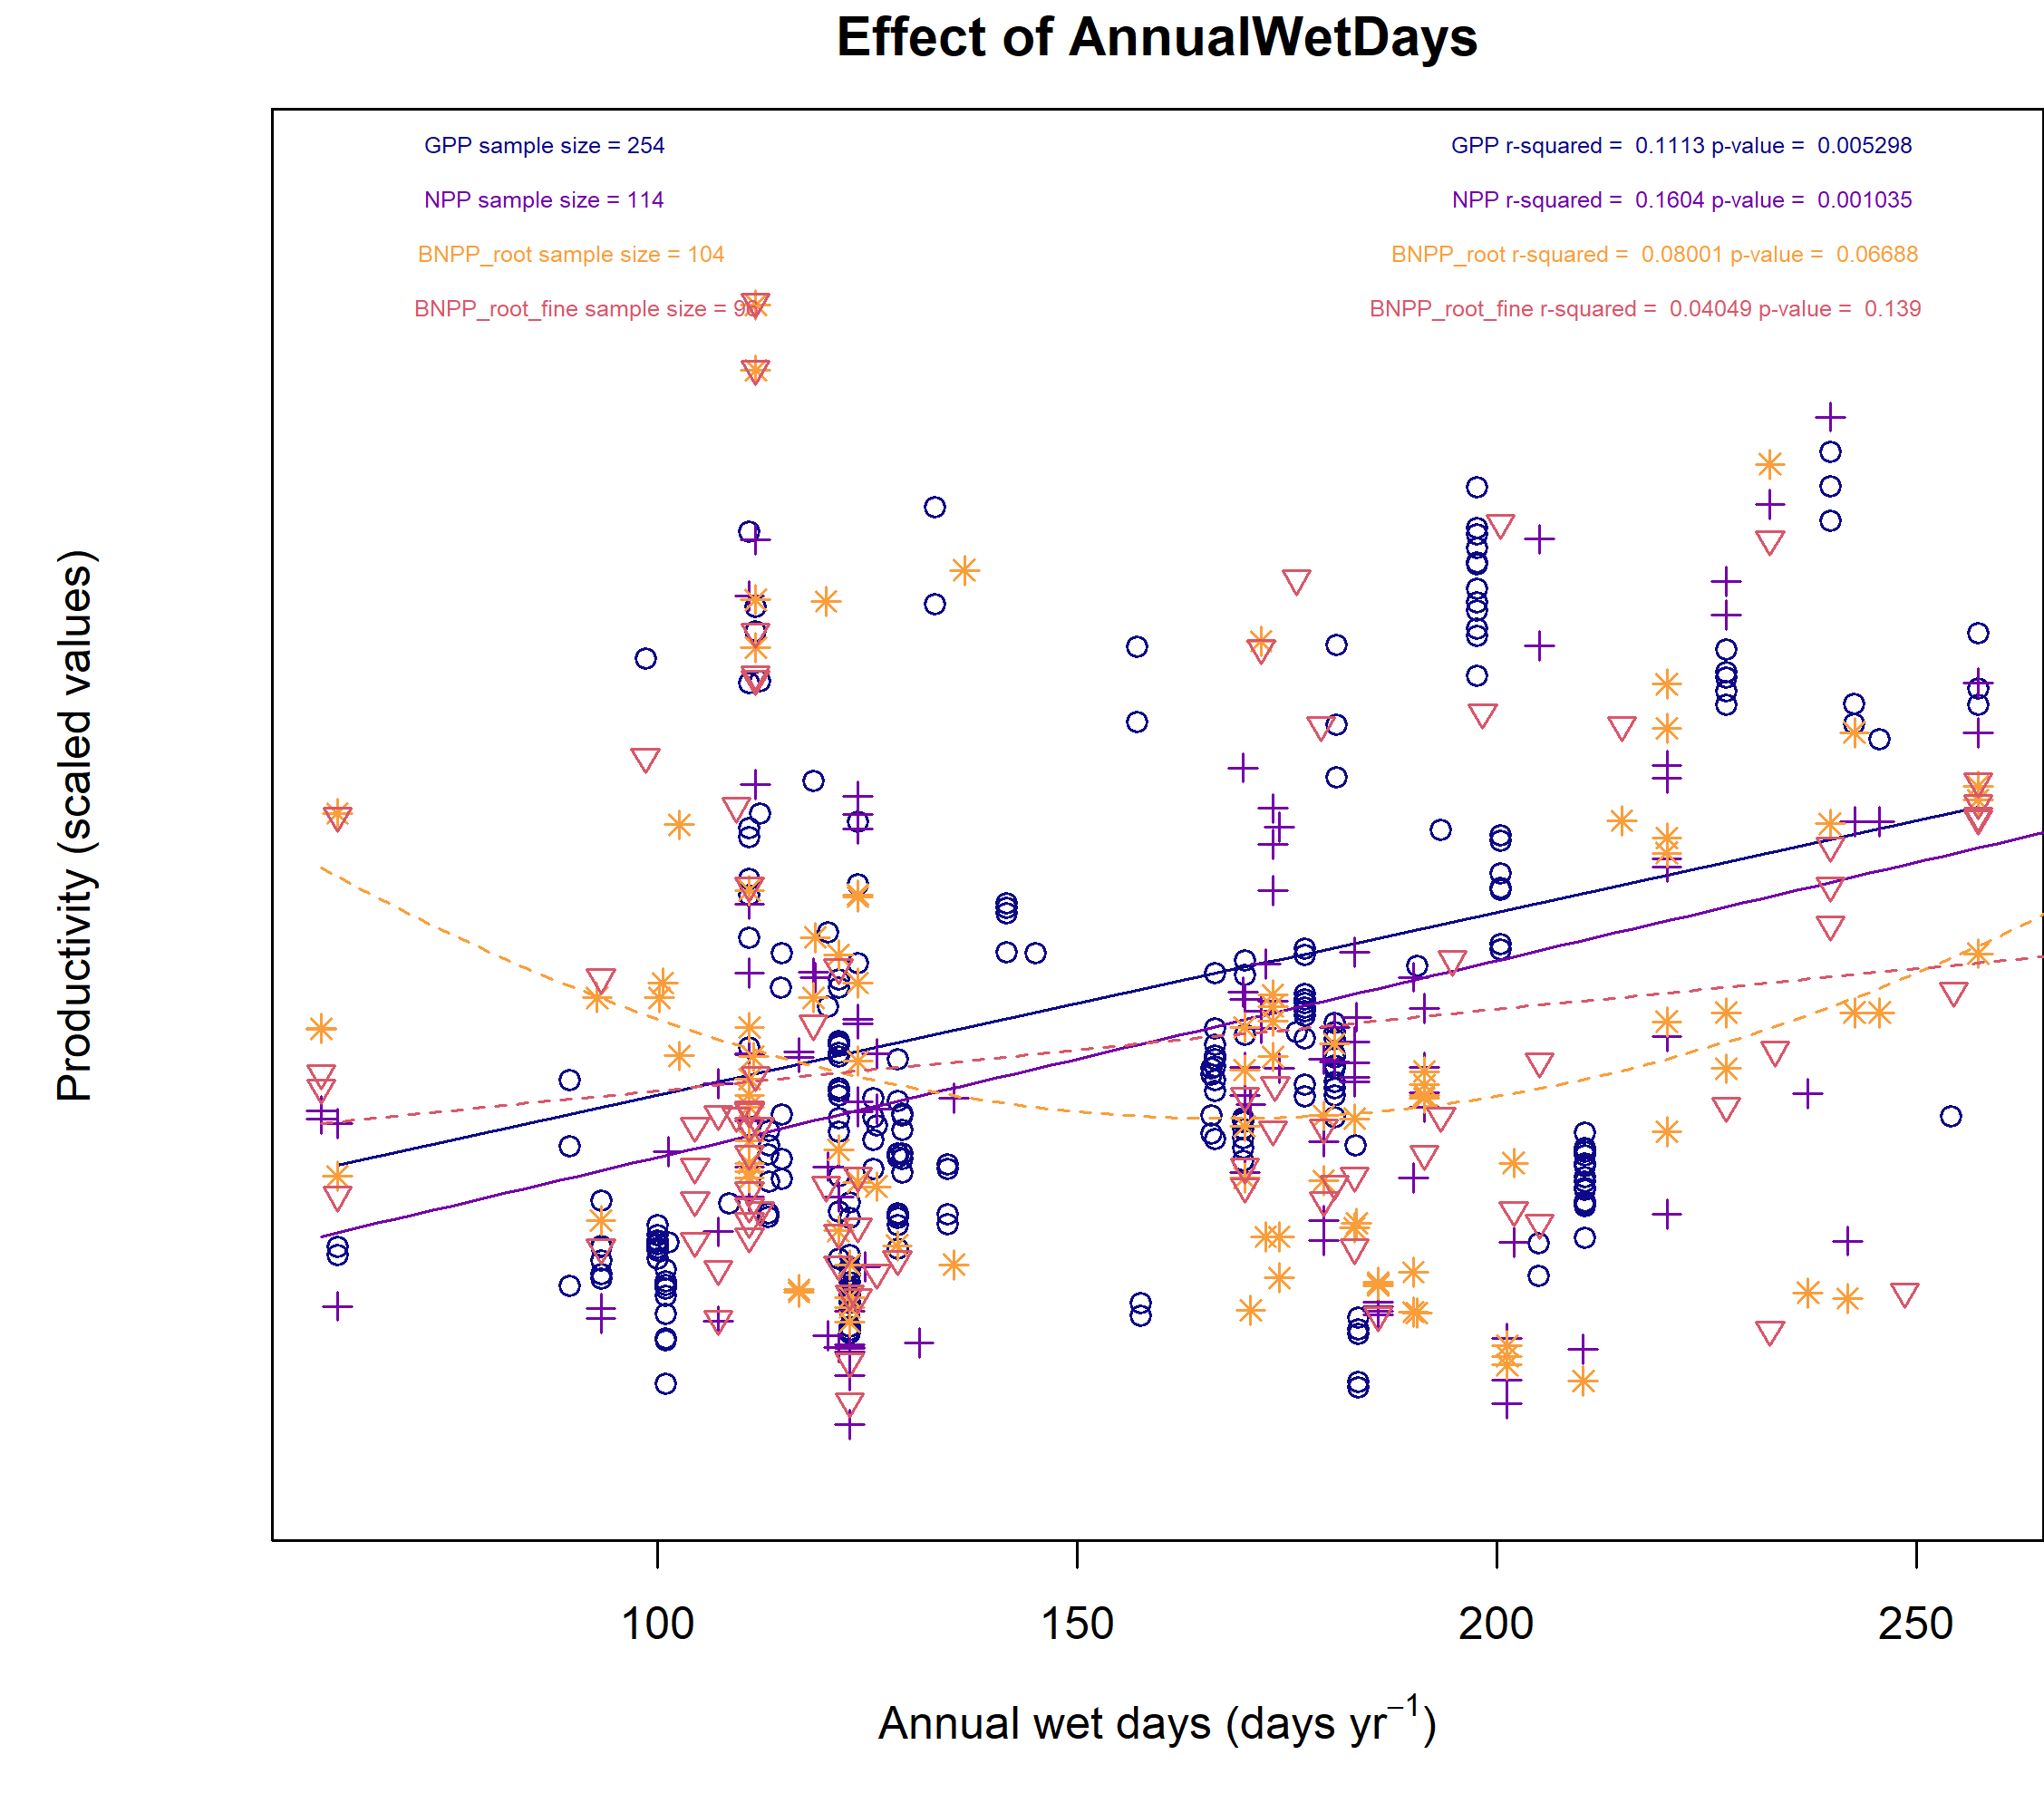 Effect of AnnualWetDays
GPP sample size = 254
GPP r-squared = 0.1113 p-value = 0.005298
NPP sample size = 114
NPP r-squared = 0.1604 p-value = 0.001035
BNPP_root sample size = 104
BNPP_root r-squared = 0.08001 p-value = 0.06688
BNPP_root_fine sample size = 96
BNPP_root_fine r-squared = 0.04049 p-value = 0.139
Productivity (scaled values)
100 150 200 250
Annual wet days (days yr⁻¹)